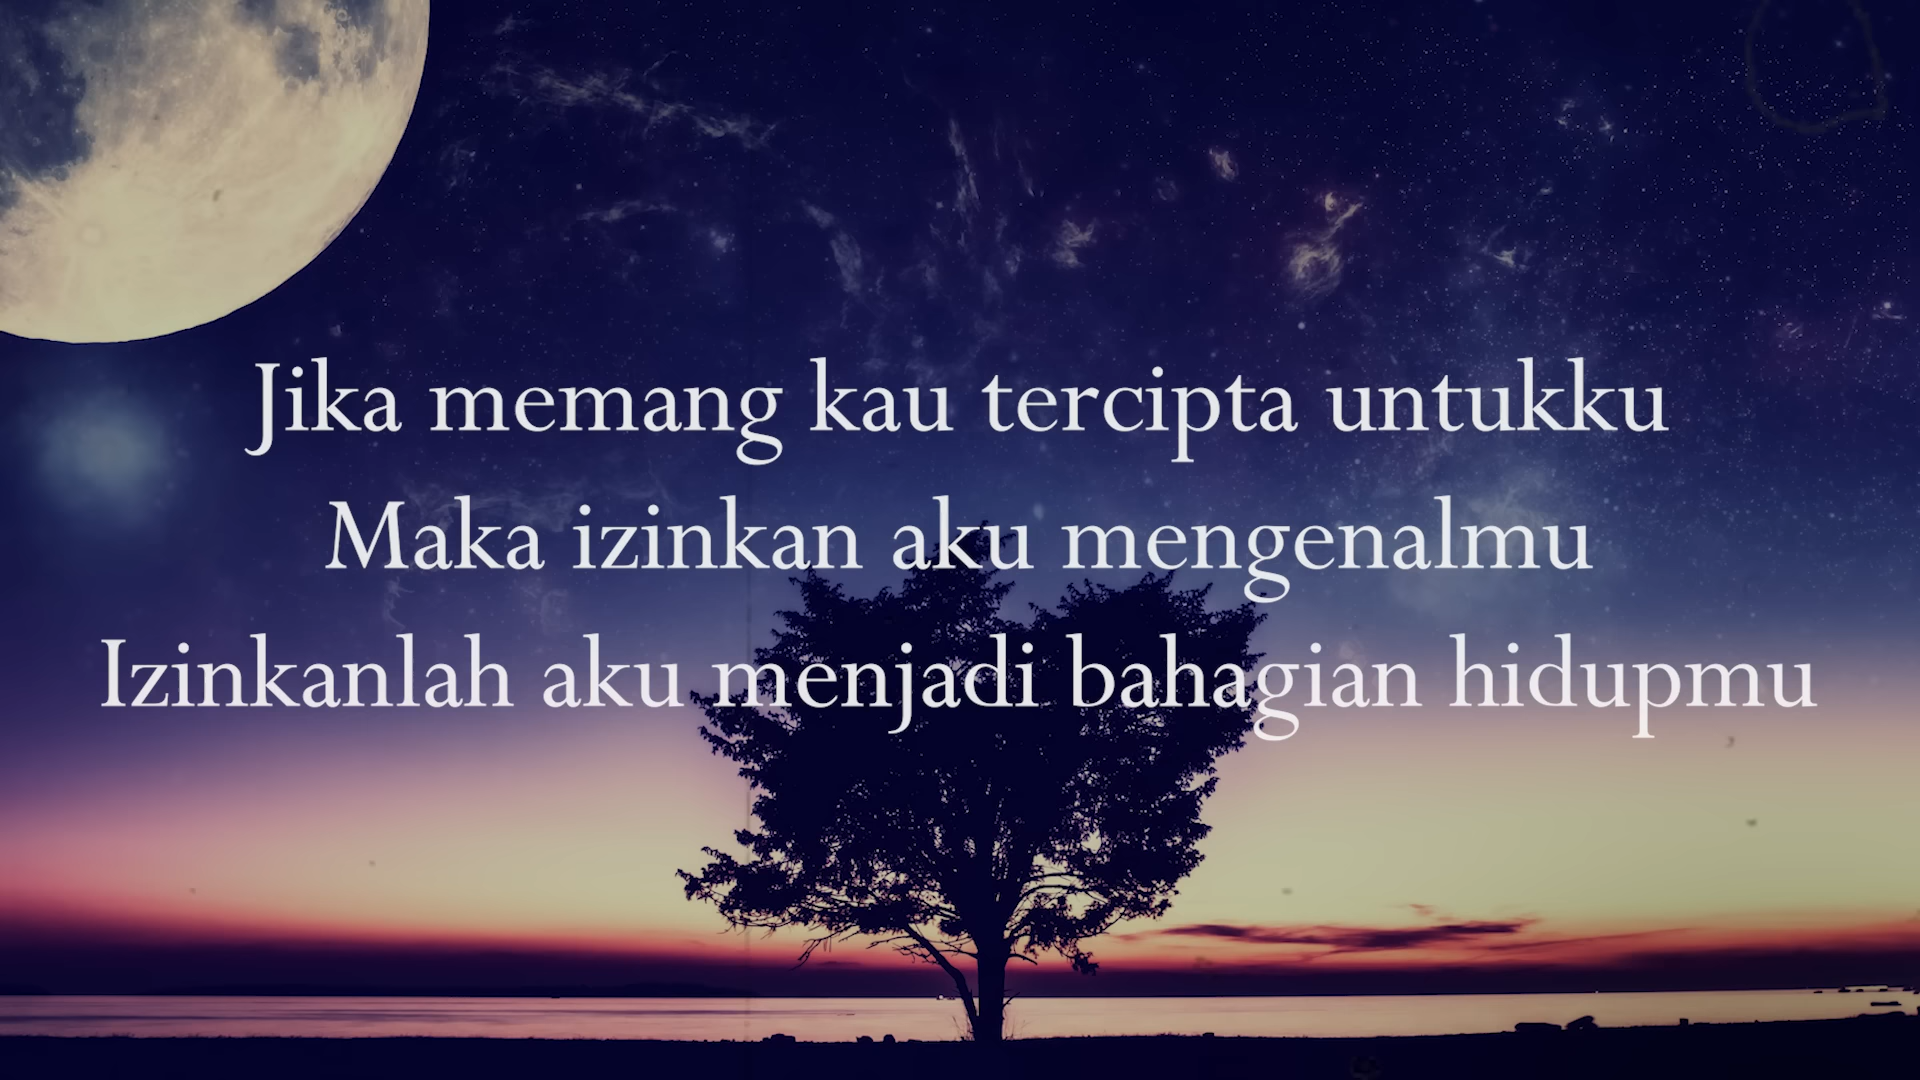 Jika memang kau tercipta untukku
Maka izinkan aku mengenalmu
Izinkanlah aku menjadi bahagian hidupmu